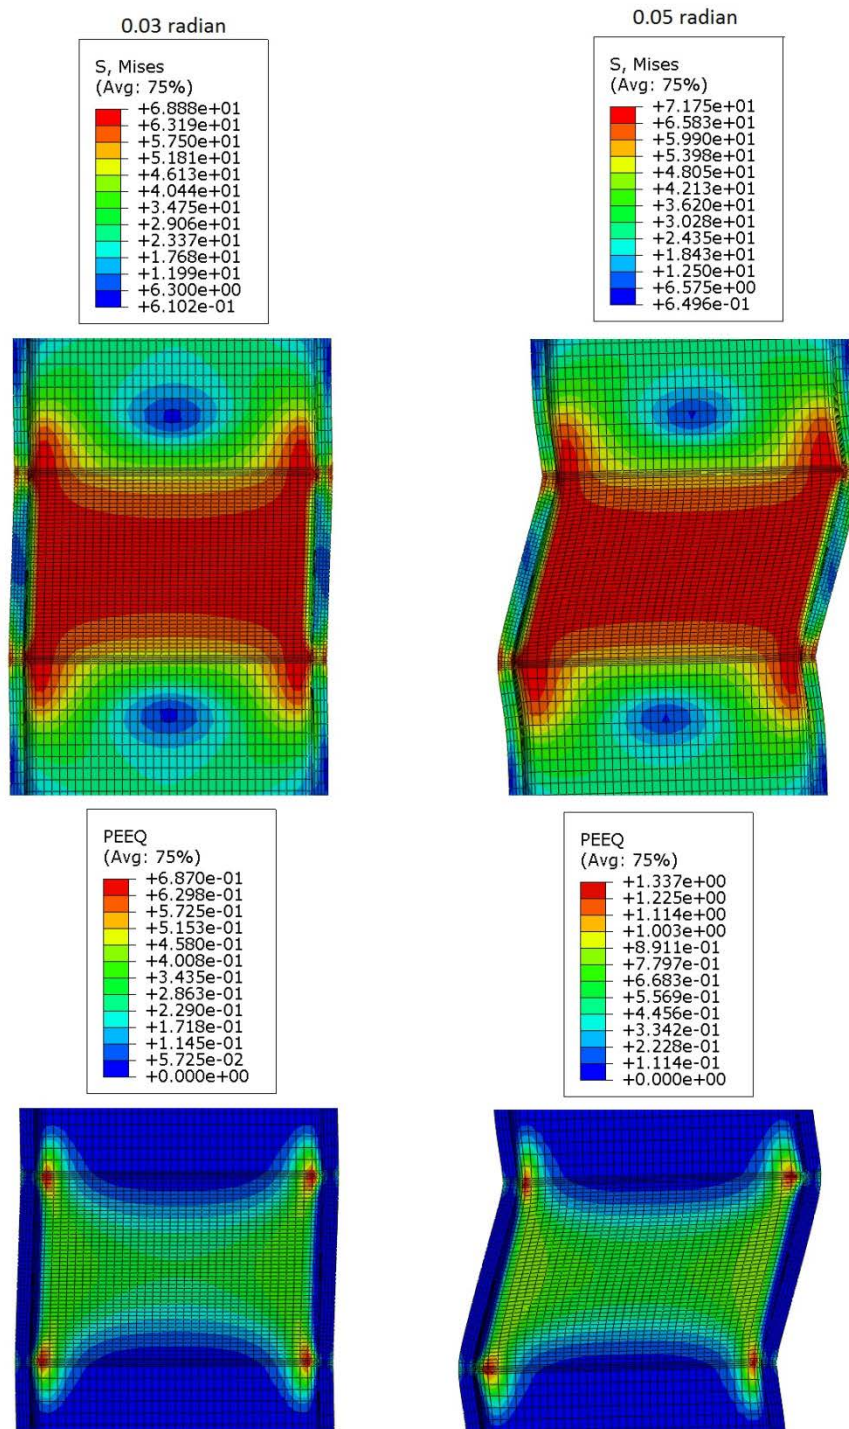 0.03 radian
0.05 radian
S, Mises
(Avg: 75%)
+6.888e+01
+6.319e+01
+5.750e+01
+5.181e+01
+4.613e+01
+4.044e+01
+3.475e+01
+2.906e+01
+2.337e+01
+1.768e+01
+1.199e+01
+6.300e+00
+6.102e-01
S, Mises
(Avg: 75%)
+7.175e+01
+6.583e+01
+5.990e+01
+5.398e+01
+4.805e+01
+4.213e+01
+3.620e+01
+3.028e+01
+2.435e+01
+1.843e+01
+1.250e+01
+6.575e+00
+6.496e-01
PEEQ
(Avg: 75%)
+6.870e-01
+6.298e-01
+5.725e-01
+5.153e-01
+4.580e-01
+4.008e-01
+3.435e-01
+2.863e-01
+2.290e-01
+1.718e-01
+1.145e-01
+5.725e-02
+0.000e+00
PEEQ
(Avg: 75%)
+1.337e+00
+1.225e+00
+1.114e+00
+1.003e+00
+8.911e-01
+7.797e-01
+6.683e-01
+5.569e-01
+4.456e-01
+3.342e-01
+2.228e-01
+1.114e-01
+0.000e+00